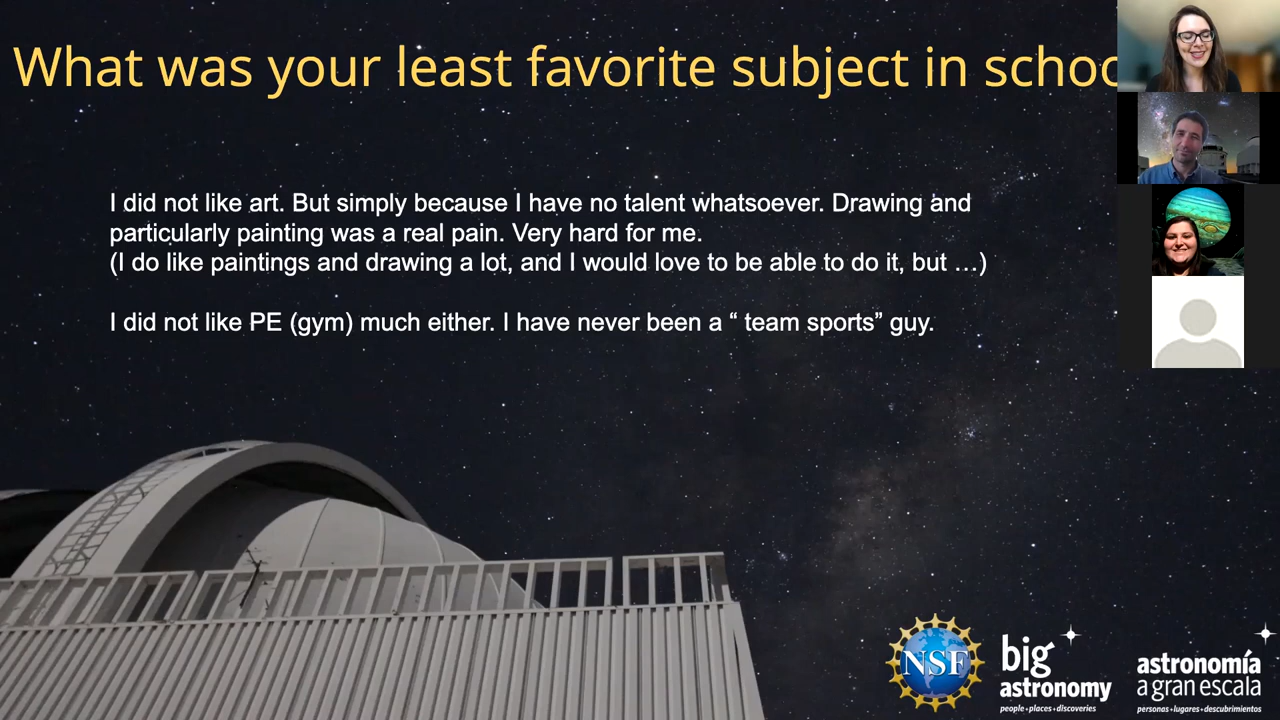 What was your least favorite subject in schoo
I did not like art. But simply because I have no talent whatsoever. Drawing and
particularly painting was a real pain. Very hard for me.
(I do like paintings and drawing a lot, and I would love to be able to do it, but …)
I did not like PE (gym) much either. I have never been a “ team sports” guy.
NSF
big
astronomy
people • places • discoveries
astronomía
a gran escala
personas • lugares • descubrimientos